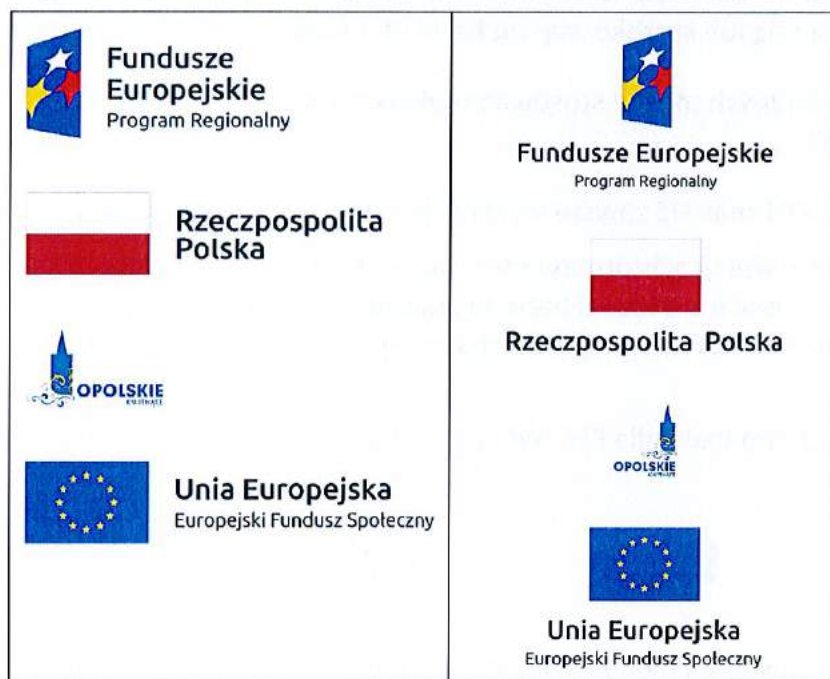 Fundusze
Europejskie
Program Regionalny
Rzeczpospolita
Polska
OPOLSKIE
Unia Europejska
Europejski Fundusz Społeczny
Fundusze Europejskie
Program Regionalny
Rzeczpospolita Polska
OPOLSKIE
Unia Europejska
Europejski Fundusz Społeczny